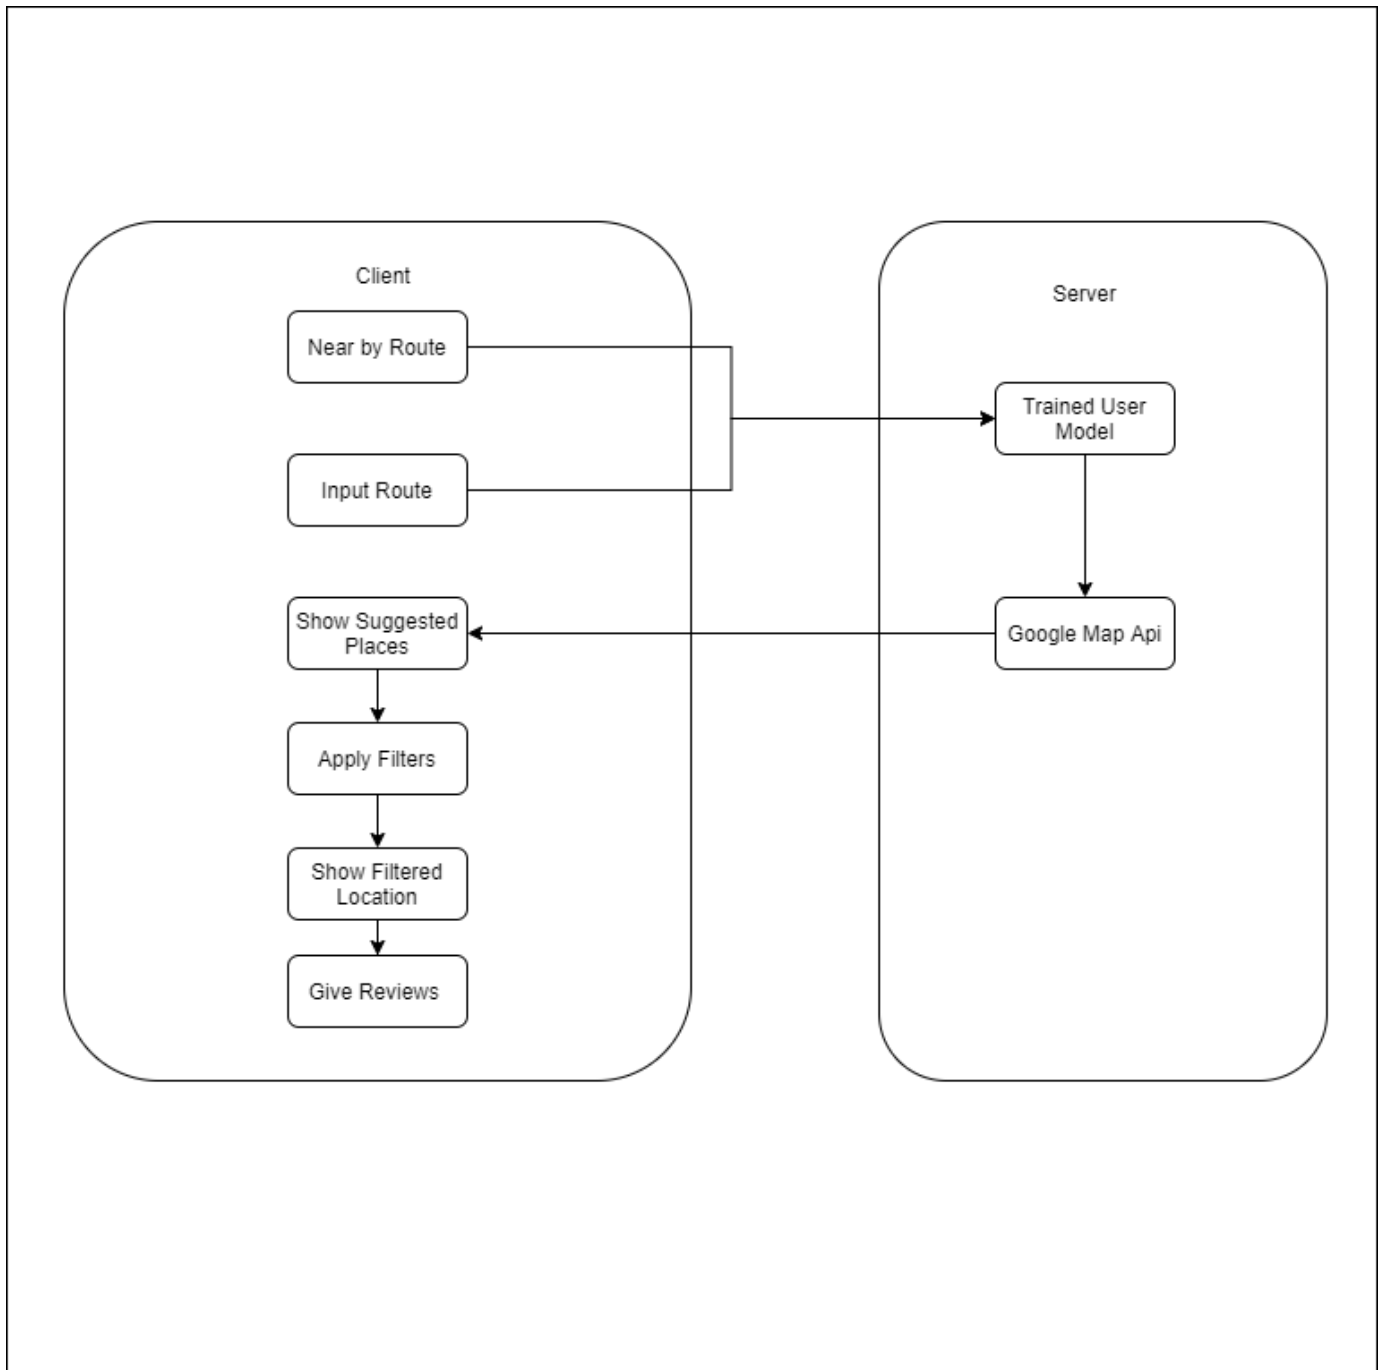 Client
Near by Route
Input Route
Show Suggested
Places
Apply Filters
Show Filtered
Location
Give Reviews
Server
Trained User
Model
Google Map Api